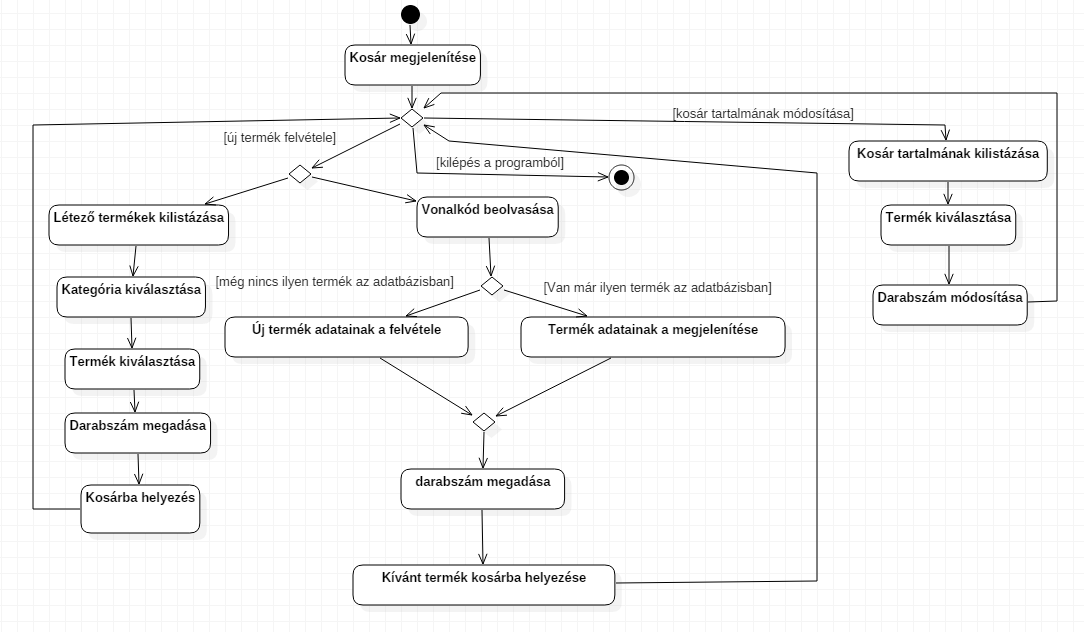 Kosár megjelenítése
[kosár tartalmának módosítása]
[új termék felvétele]
[kilépés a programból]
Kosár tartalmának kilistázása
Létező termékek kilistázása
Vonalkód beolvasása
Termék kiválasztása
Kategória kiválasztása
[még nincs ilyen termék az adatbázisban]
[Van már ilyen termék az adatbázisban]
Darabszám módosítása
Új termék adatainak a felvétele
Termék adatainak a megjelenítése
Termék kiválasztása
Darabszám megadása
darabszám megadása
Kosárba helyezés
Kívánt termék kosárba helyezése